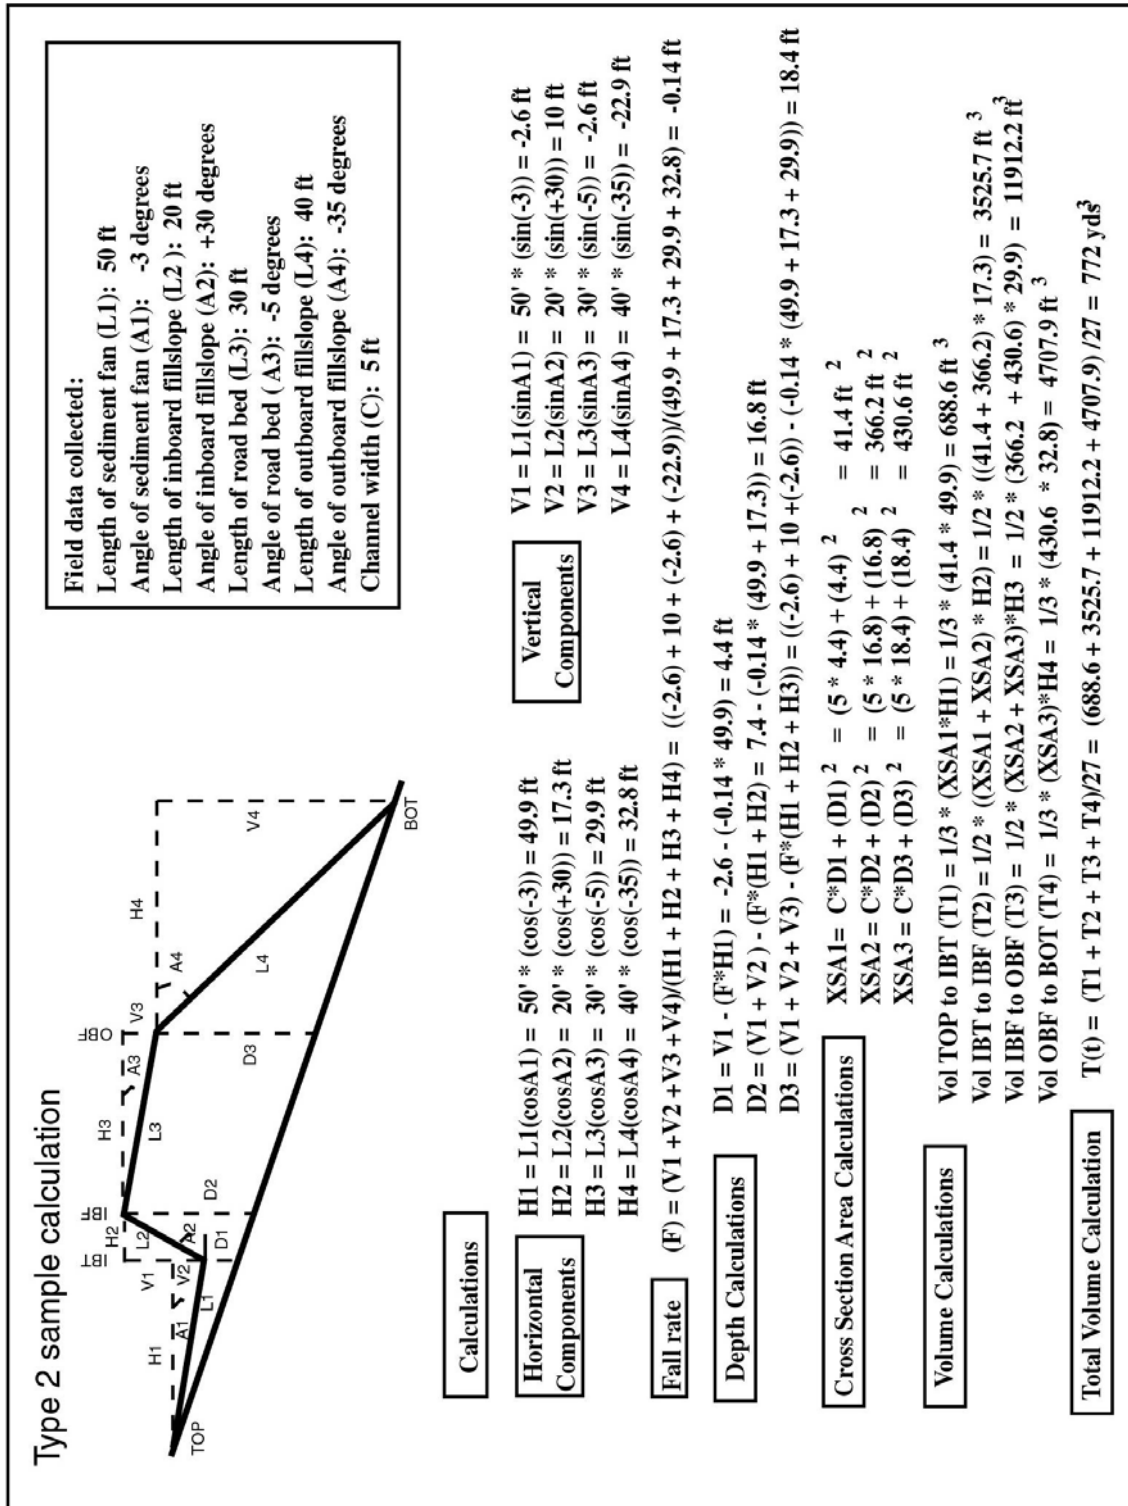 Type 2 sample calculation
Field data collected:
Length of sediment fan (L1): 50 ft
Angle of sediment fan (A1): -3 degrees
Length of inboard fillslope (L2 ): 20 ft
Angle of inboard fillslope (A2): +30 degrees
Length of road bed (L3): 30 ft
Angle of road bed (A3): -5 degrees
Length of outboard fillslope (L4): 40 ft
Angle of outboard fillslope (A4): -35 degrees
Channel width (C): 5 ft
IBT
IBF
OBF
H2
H3
A3
V3
H4
V1
L2
L3
A4
H1
V2
A2
A1
L1
D1
D2
D3
L4
V4
TOP
BOT
Calculations
Horizontal
Components
H1 = L1(cosA1) = 50' * (cos(-3)) = 49.9 ft
H2 = L2(cosA2) = 20' * (cos(+30)) = 17.3 ft
H3 = L3(cosA3) = 30' * (cos(-5)) = 29.9 ft
H4 = L4(cosA4) = 40' * (cos(-35)) = 32.8 ft
Vertical
Components
V1 = L1(sinA1) = 50' * (sin(-3)) = -2.6 ft
V2 = L2(sinA2) = 20' * (sin(+30)) = 10 ft
V3 = L3(sinA3) = 30' * (sin(-5)) = -2.6 ft
V4 = L4(sinA4) = 40' * (sin(-35)) = -22.9 ft
Fall rate
(F) = (V1 +V2 +V3 +V4)/(H1 + H2 + H3 + H4) = ((-2.6) + 10 + (-2.6) + (-22.9))/(49.9 + 17.3 + 29.9 + 32.8) = -0.14 ft
Depth Calculations
D1 = V1 - (F*H1) = -2.6 - (-0.14 * 49.9) = 4.4 ft
D2 = (V1 + V2 ) - (F*(H1 + H2) = 7.4 - (-0.14 * (49.9 + 17.3)) = 16.8 ft
D3 = (V1 + V2 + V3) - (F*(H1 + H2 + H3)) = ((-2.6) + 10 +(-2.6)) - (-0.14 * (49.9 + 17.3 + 29.9)) = 18.4 ft
Cross Section Area Calculations
XSA1= C*D1 + (D1) 2 = (5 * 4.4) + (4.4) 2 = 41.4 ft 2
XSA2= C*D2 + (D2) 2 = (5 * 16.8) + (16.8) 2 = 366.2 ft 2
XSA3= C*D3 + (D3) 2 = (5 * 18.4) + (18.4) 2 = 430.6 ft 2
Volume Calculations
Vol TOP to IBT (T1) = 1/3 * (XSA1*H1) = 1/3 * (41.4 * 49.9) = 688.6 ft 3
Vol IBT to IBF (T2) = 1/2 * ((XSA1 + XSA2) * H2) = 1/2 * ((41.4 + 366.2) * 17.3) = 3525.7 ft 3
Vol IBF to OBF (T3) = 1/2 * (XSA2 + XSA3)*H3 = 1/2 * (366.2 + 430.6) * 29.9) = 11912.2 ft3
Vol OBF to BOT (T4) = 1/3 * (XSA3)*H4 = 1/3 * (430.6 * 32.8) = 4707.9 ft 3
Total Volume Calculation
T(t) = (T1 + T2 + T3 + T4)/27 = (688.6 + 3525.7 + 11912.2 + 4707.9) /27 = 772 yds3